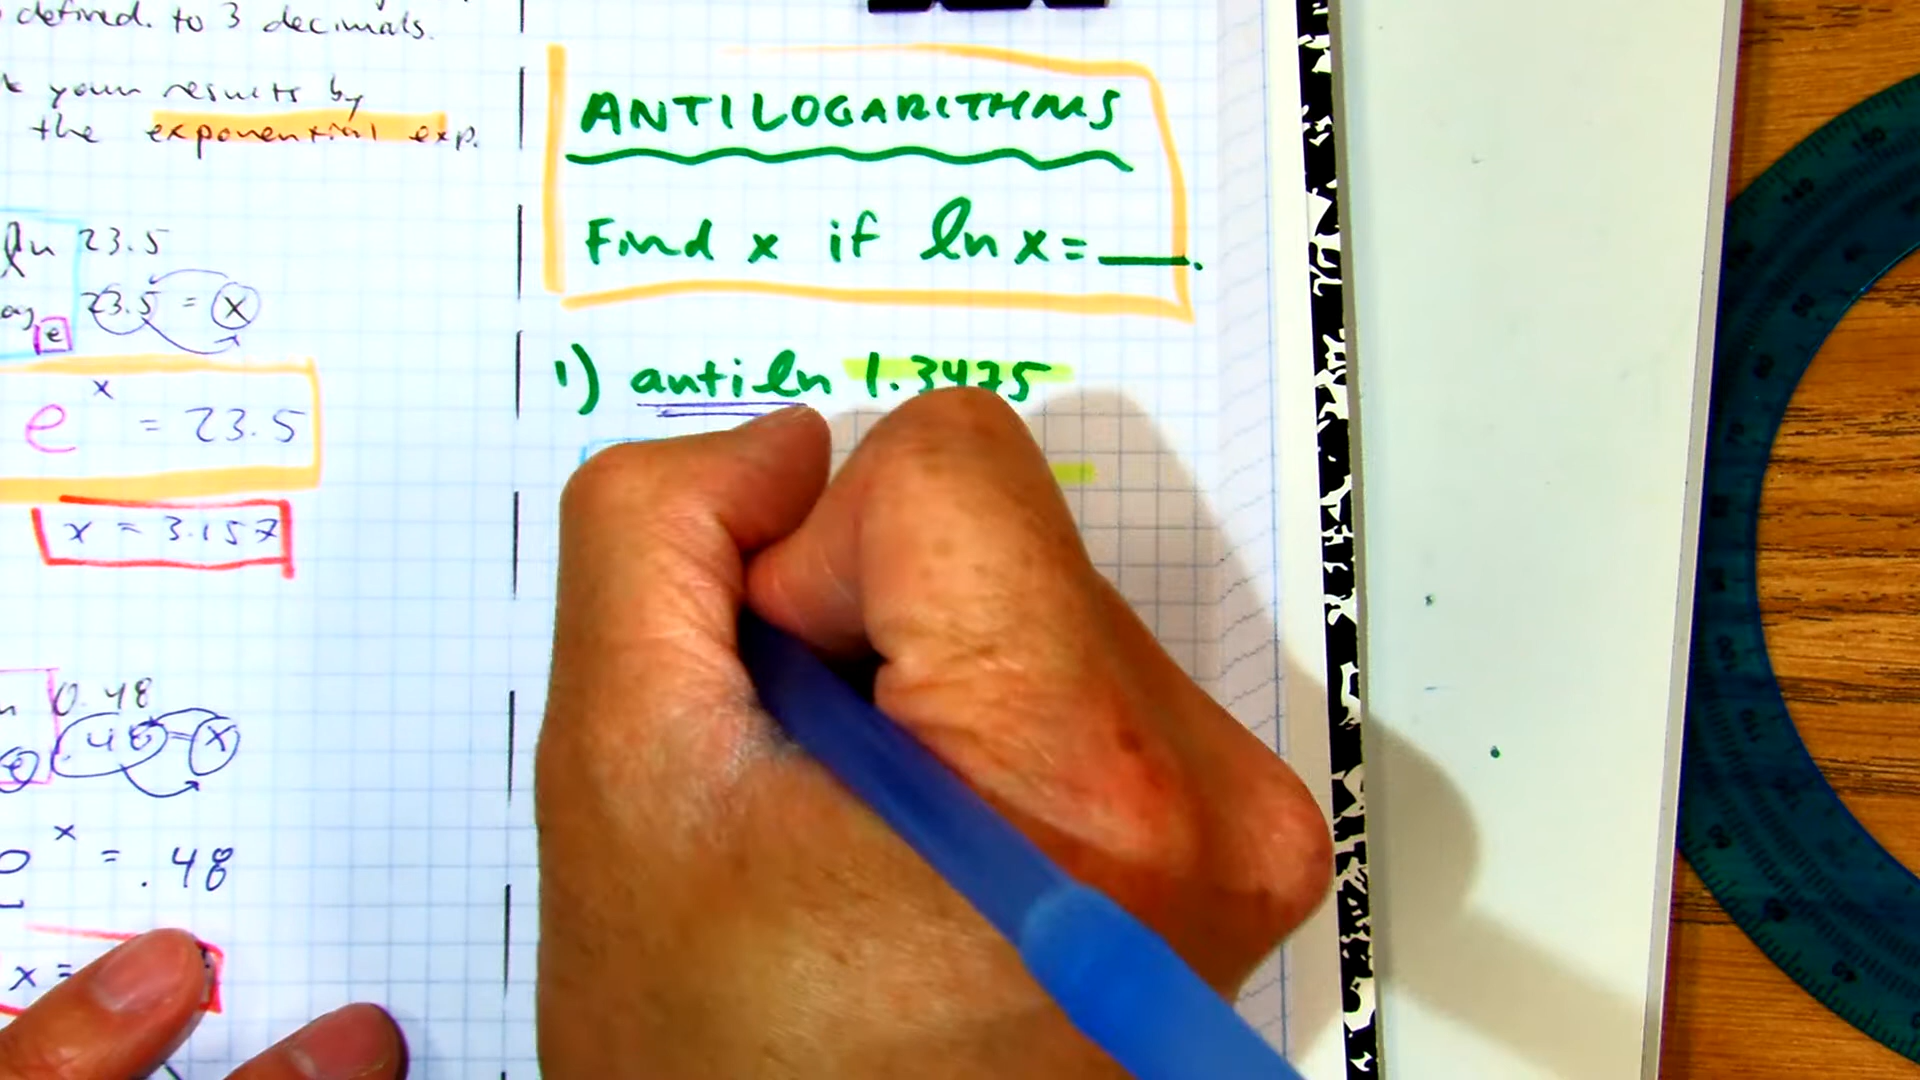 defined. to 3 decimals.
your results by
the exponential exp.
ln 23.5
23.5 = x
e
e^x = 23.5
x = 3.157
0.48
.48 = x
x = .48
x =
ANTILOGARITHMS
Find x if ln x = ___.
1) antiln 1.3475